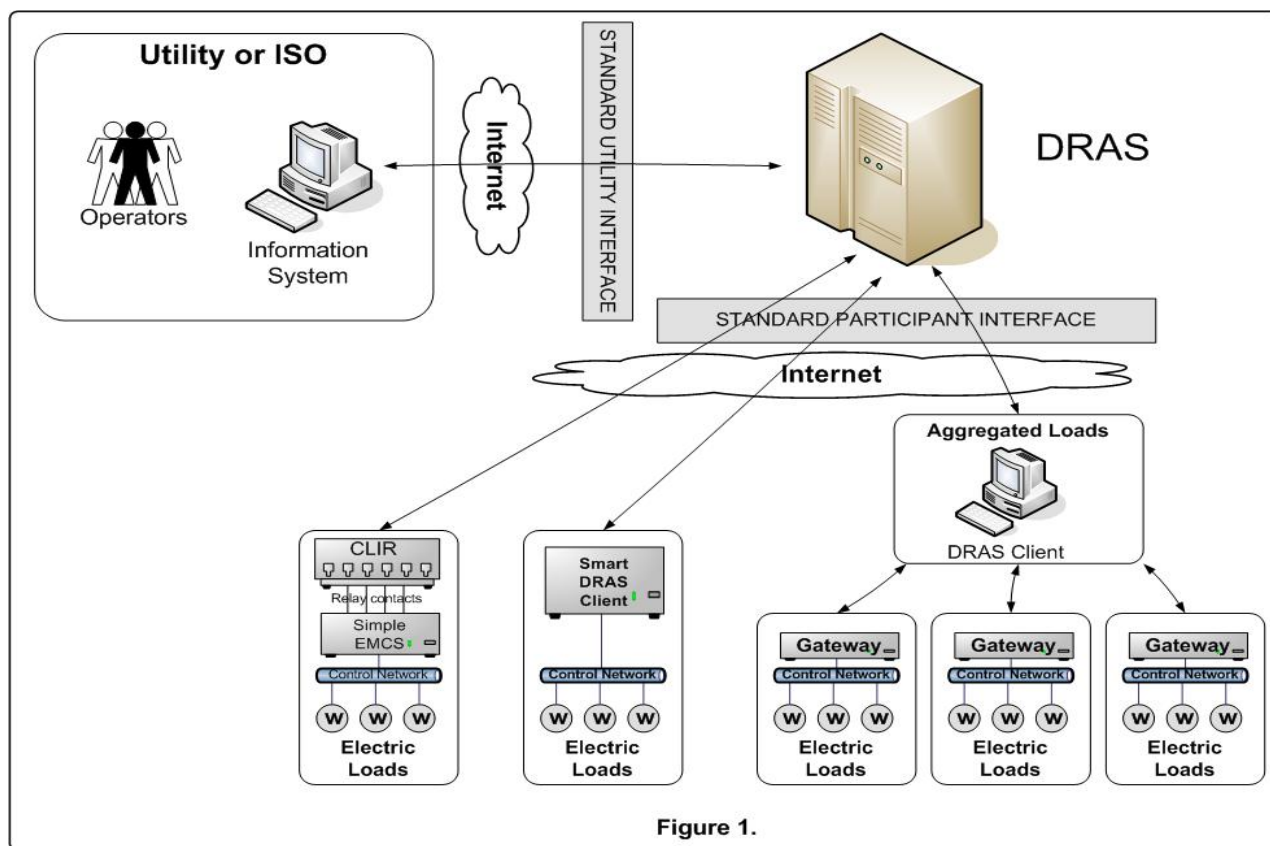 Utility or ISO
Operators
Information
System
Internet
STANDARD UTILITY INTERFACE
DRAS
STANDARD PARTICIPANT INTERFACE
Internet
Aggregated Loads
DRAS Client
CLIR
Relay contacts
Simple
EMCS
Control Network
W W W
Electric
Loads
Smart
DRAS
Client
Control Network
W W W
Electric
Loads
Gateway
Control Network
W W W
Electric
Loads
Gateway
Control Network
W W W
Electric
Loads
Gateway
Control Network
W W W
Electric
Loads
Figure 1.